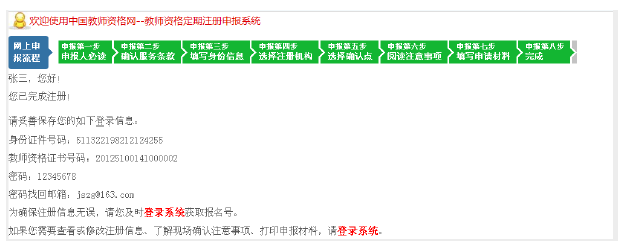 欢迎使用中国教师资格网--教师资格定期注册申报系统
网上申报流程
申报第一步 申报人必读
申报第二步 确认服务条款
申报第三步 填写身份信息
申报第四步 选择注册机构
申报第五步 选择确认点
申报第六步 阅读注意事项
申报第七步 填写申请材料
申报第八步 完成
张三，您好！
您已完成注册！
请妥善保存您的如下登录信息。
身份证件号码：511322198212124255
教师资格证书号码：20125100141000002
密码：12345678
密码找回邮箱：jszg@163.com
为确保注册信息无误，请您及时登录系统获取报名号。
如果您需要查看或修改注册信息、了解现场确认注意事项、打印申报材料，请登录系统。